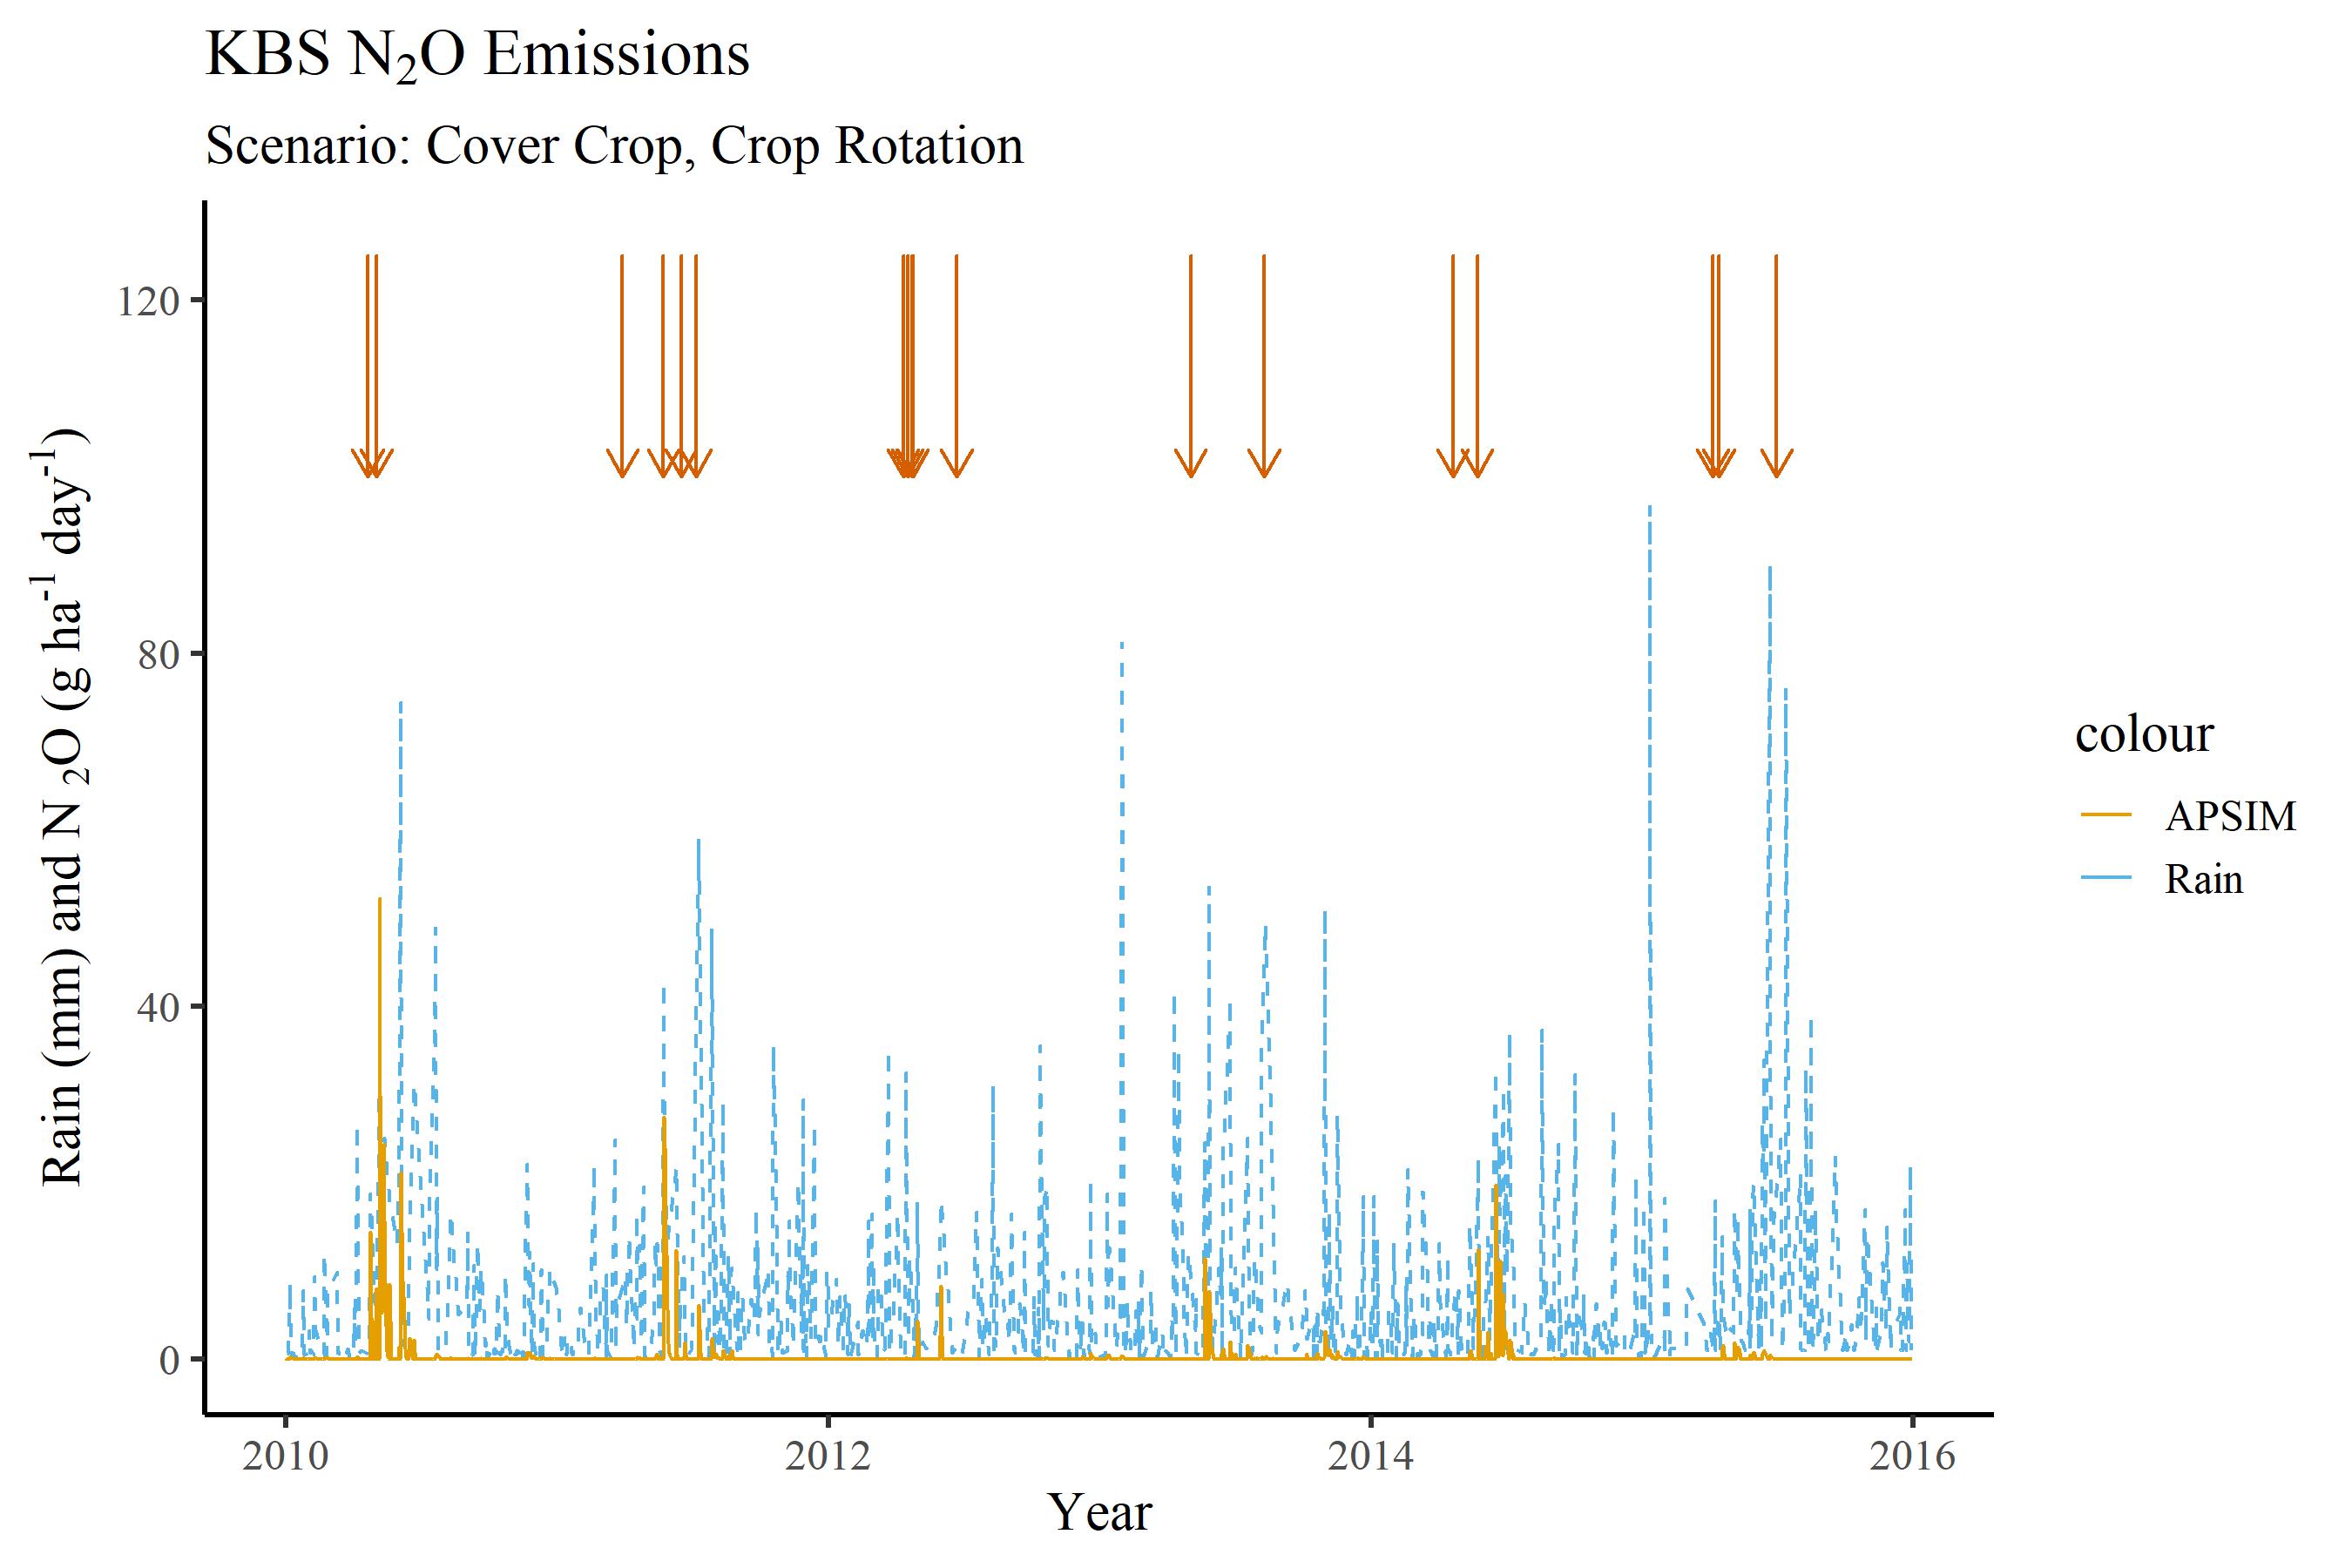 KBS N₂O Emissions
Scenario: Cover Crop, Crop Rotation
Rain (mm) and N ₂O (g ha⁻¹ day⁻¹)
120
80
40
0
2010 2012 2014 2016
Year
colour
APSIM
Rain